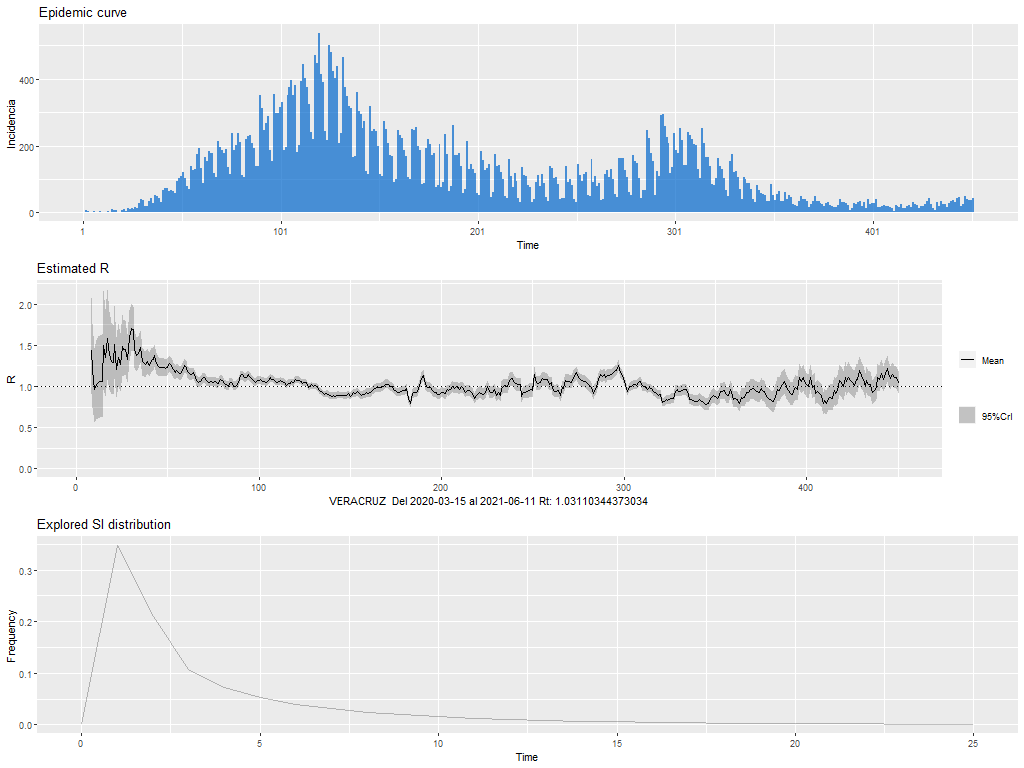 Epidemic curve
Incidencia
400
200
0
1
101
201
301
401
Time
Estimated R
R
2.0
1.5
1.0
0.5
0.0
0
100
200
300
400
Mean
95%CrI
VERACRUZ Del 2020-03-15 al 2021-06-11 Rt: 1.03110344373034
Explored SI distribution
Frequency
0.3
0.2
0.1
0.0
0
5
10
15
20
25
Time